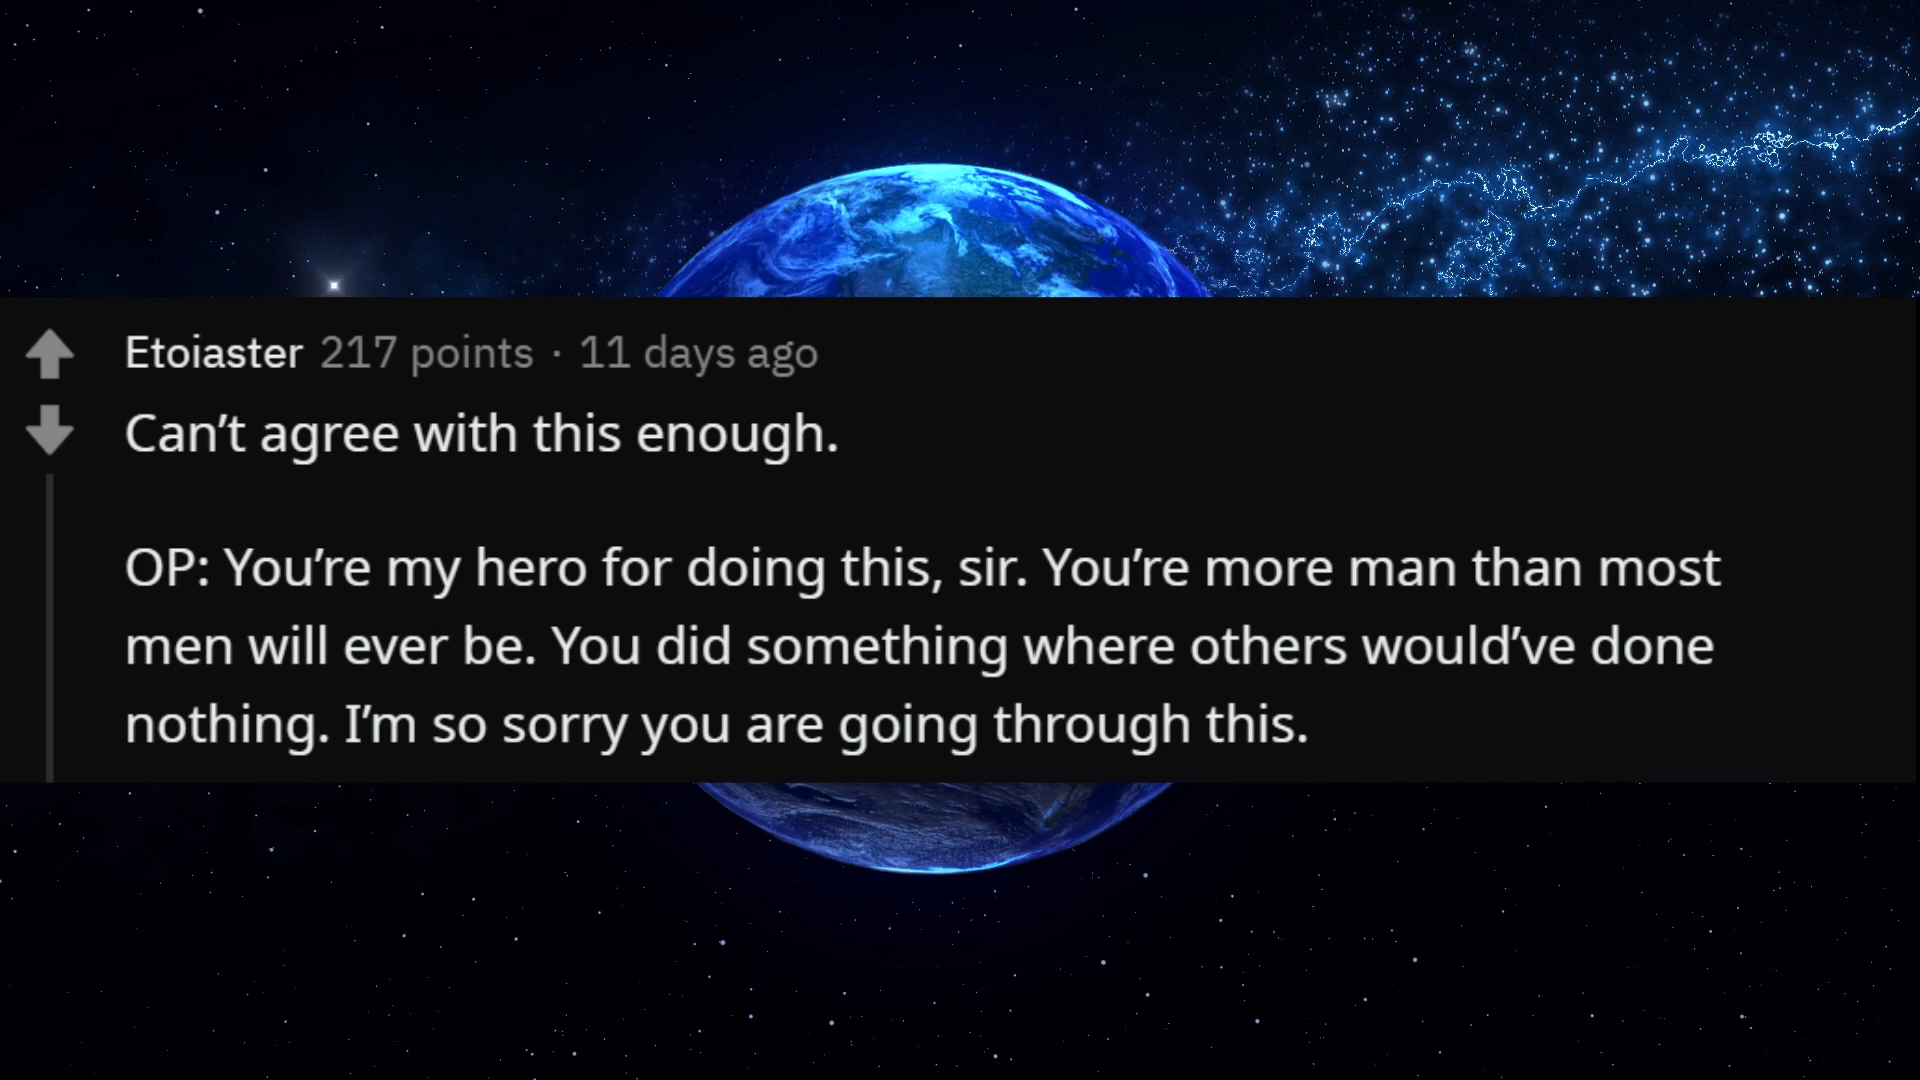 Etoiaster 217 points · 11 days ago
Can’t agree with this enough.
OP: You’re my hero for doing this, sir. You’re more man than most
men will ever be. You did something where others would’ve done
nothing. I’m so sorry you are going through this.